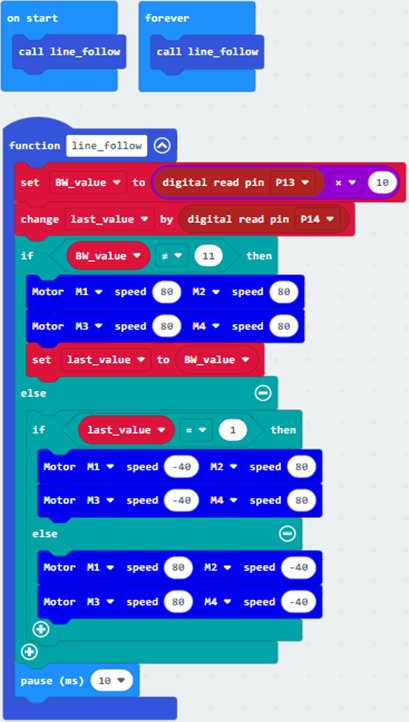 on start
call line_follow
forever
call line_follow
function line_follow
set BW_value to digital read pin P13 × 10
change last_value by digital read pin P14
if BW_value ≠ 11 then
Motor M1 speed 80 M2 speed 80
Motor M3 speed 80 M4 speed 80
set last_value to BW_value
else
if last_value = 1 then
Motor M1 speed -40 M2 speed 80
Motor M3 speed -40 M4 speed 80
else
Motor M1 speed 80 M2 speed -40
Motor M3 speed 80 M4 speed -40
pause (ms) 10